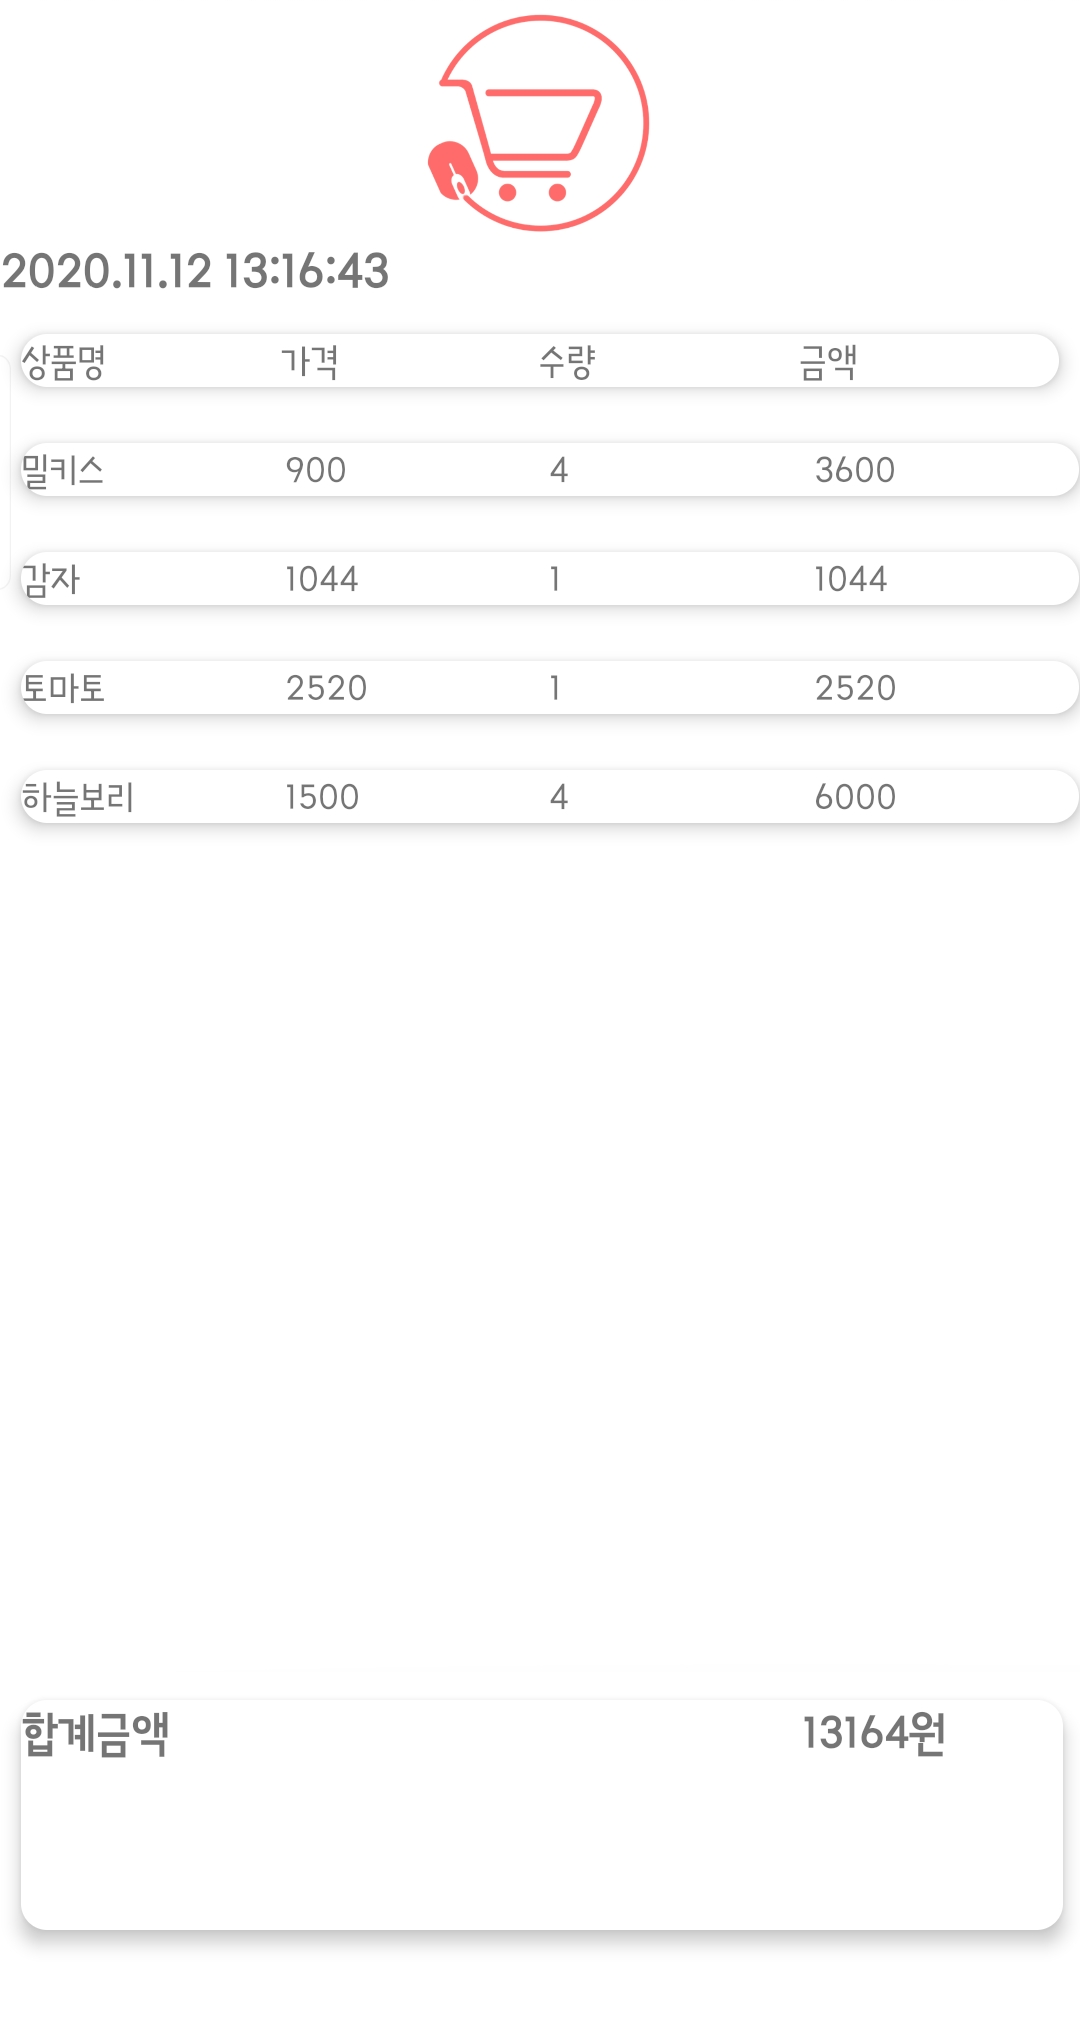 2020.11.12 13:16:43
상품명 가격 수량 금액
밀키스 900 4 3600
감자 1044 1 1044
토마토 2520 1 2520
하늘보리 1500 4 6000
합계금액 13164원